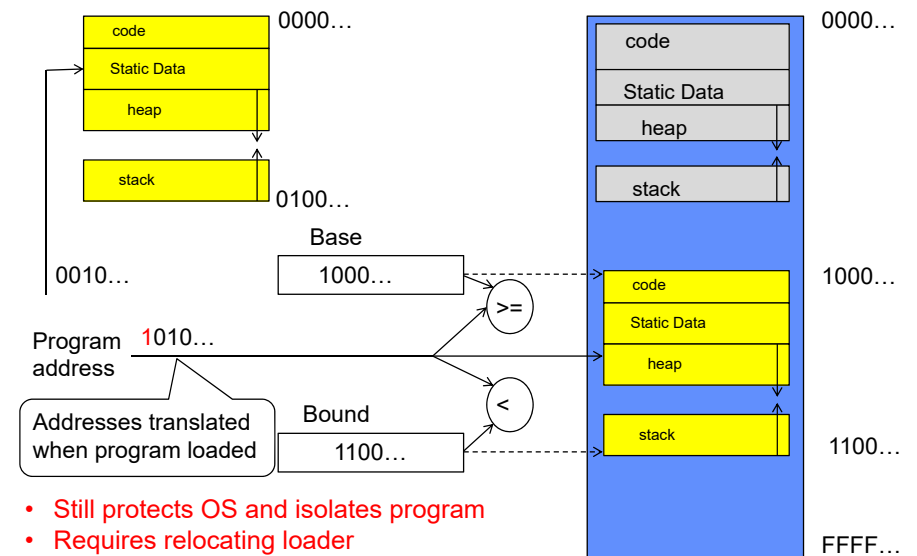 code
Static Data
heap
stack
0000…
0100…
0010…
Base
1000…
>=
Program
address
1010…
Addresses translated
when program loaded
<
Bound
1100…
code
Static Data
heap
stack
code
Static Data
heap
stack
0000…
1000…
1100…
FFFF…
• Still protects OS and isolates program
• Requires relocating loader